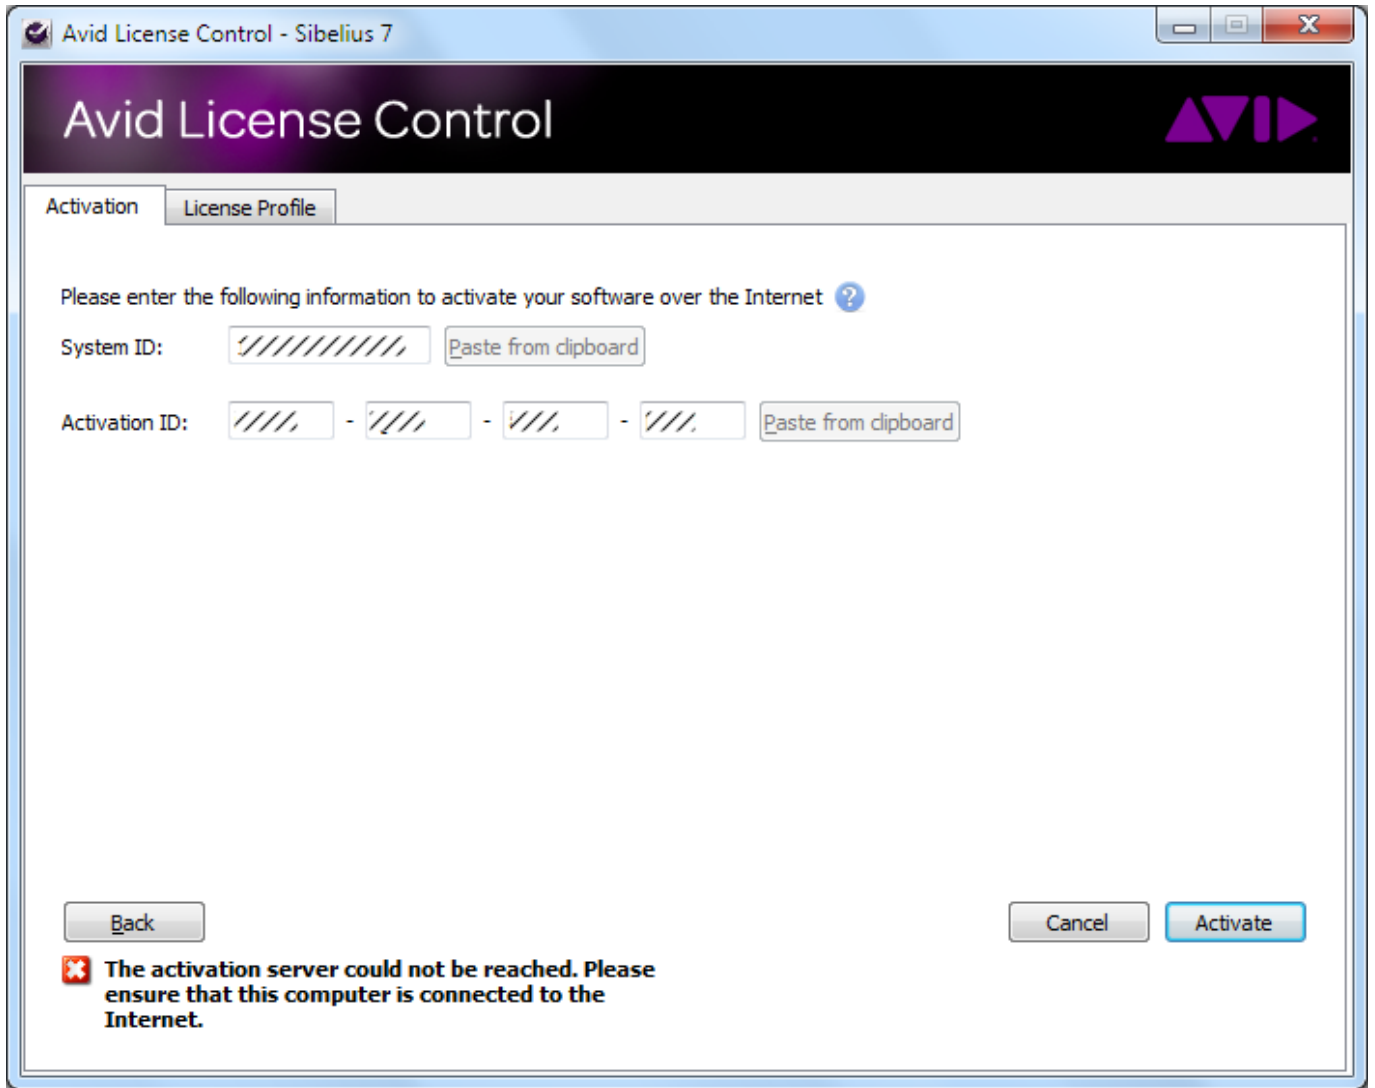 Avid License Control - Sibelius 7
Avid License Control
AVID
Activation
License Profile
Please enter the following information to activate your software over the Internet ?
System ID:
Paste from clipboard
Activation ID:
- - -
Paste from clipboard
Back
Cancel
Activate
The activation server could not be reached. Please
ensure that this computer is connected to the
Internet.